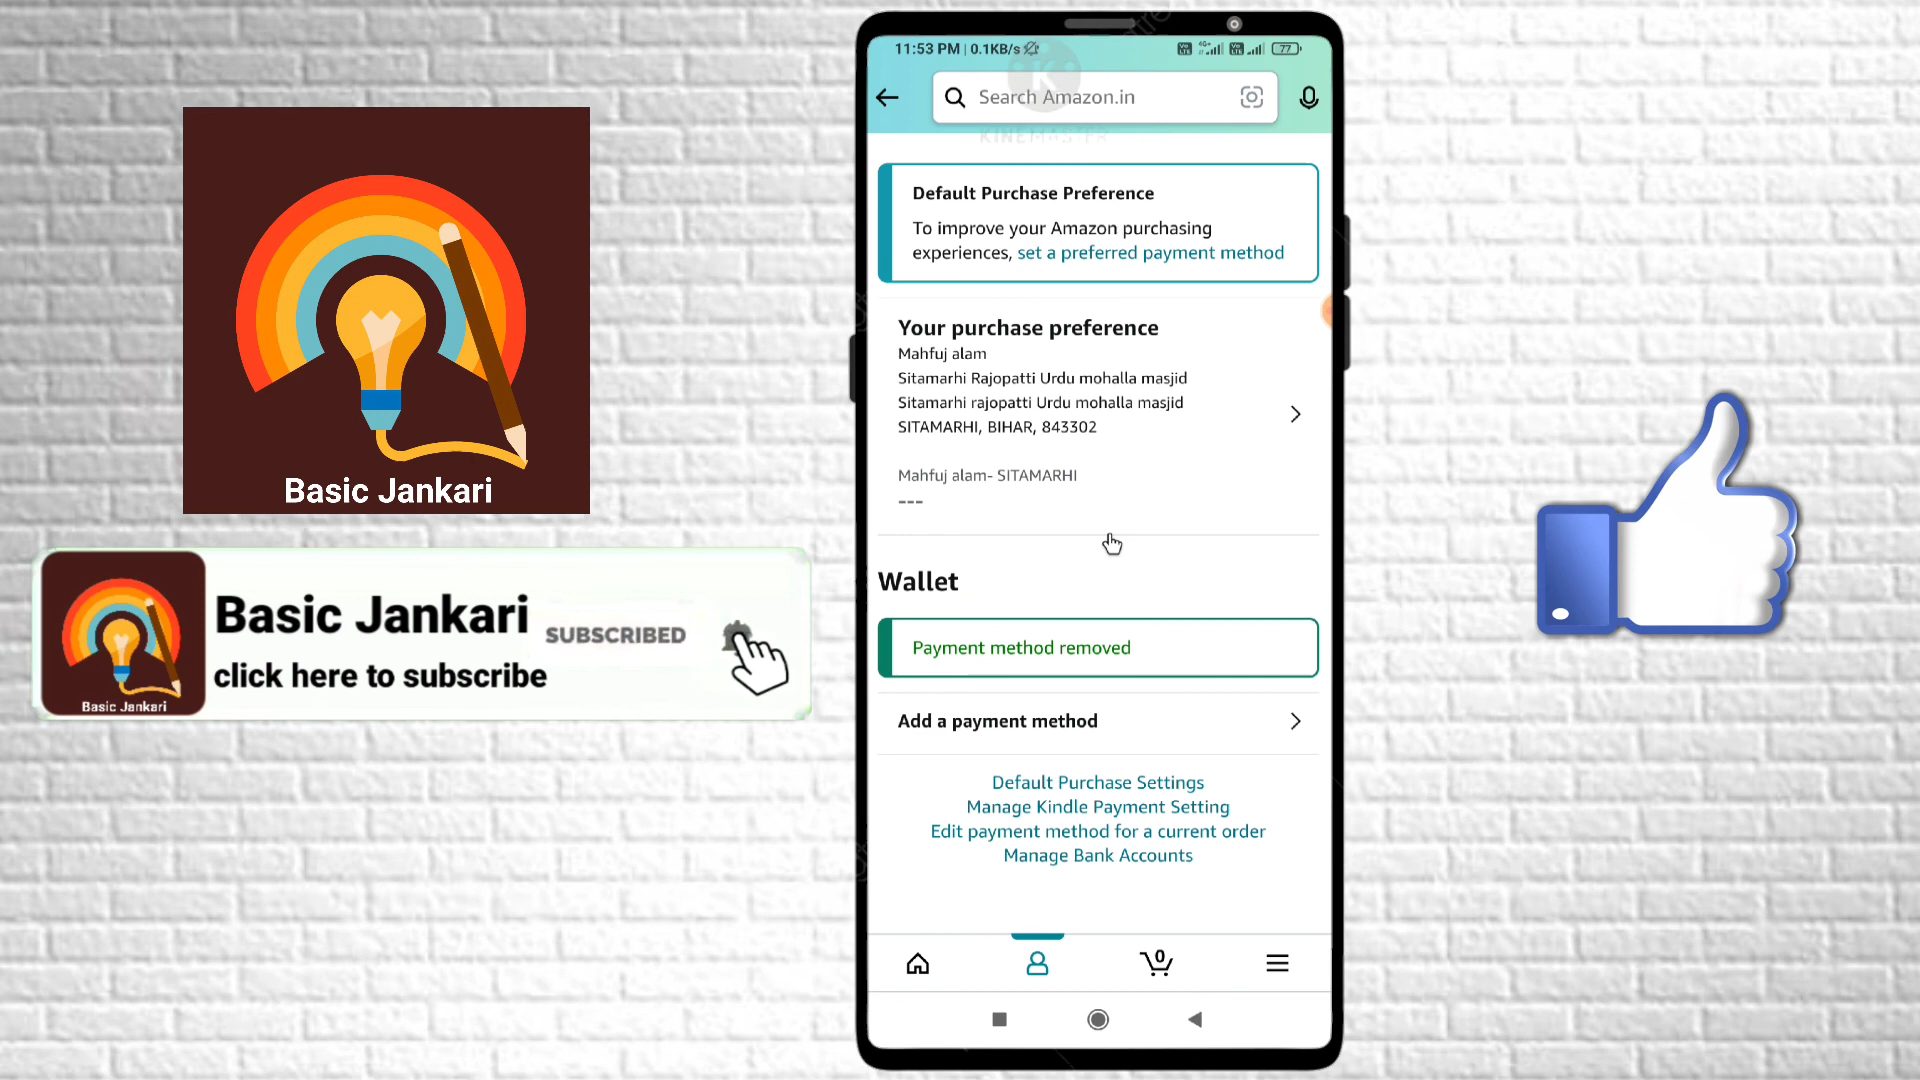 Basic Jankari
Basic Jankari
Basic Jankari
click here to subscribe
SUBSCRIBED
11:53 PM | 0.1KB/s
4G+
77
Search Amazon.in
KINEMASTER
Default Purchase Preference
To improve your Amazon purchasing
experiences, set a preferred payment method
Your purchase preference
Mahfuj alam
Sitamarhi Rajopatti Urdu mohalla masjid
Sitamarhi rajopatti Urdu mohalla masjid
SITAMARHI, BIHAR, 843302
Mahfuj alam- SITAMARHI
---
Wallet
Payment method removed
Add a payment method
Default Purchase Settings
Manage Kindle Payment Setting
Edit payment method for a current order
Manage Bank Accounts
0